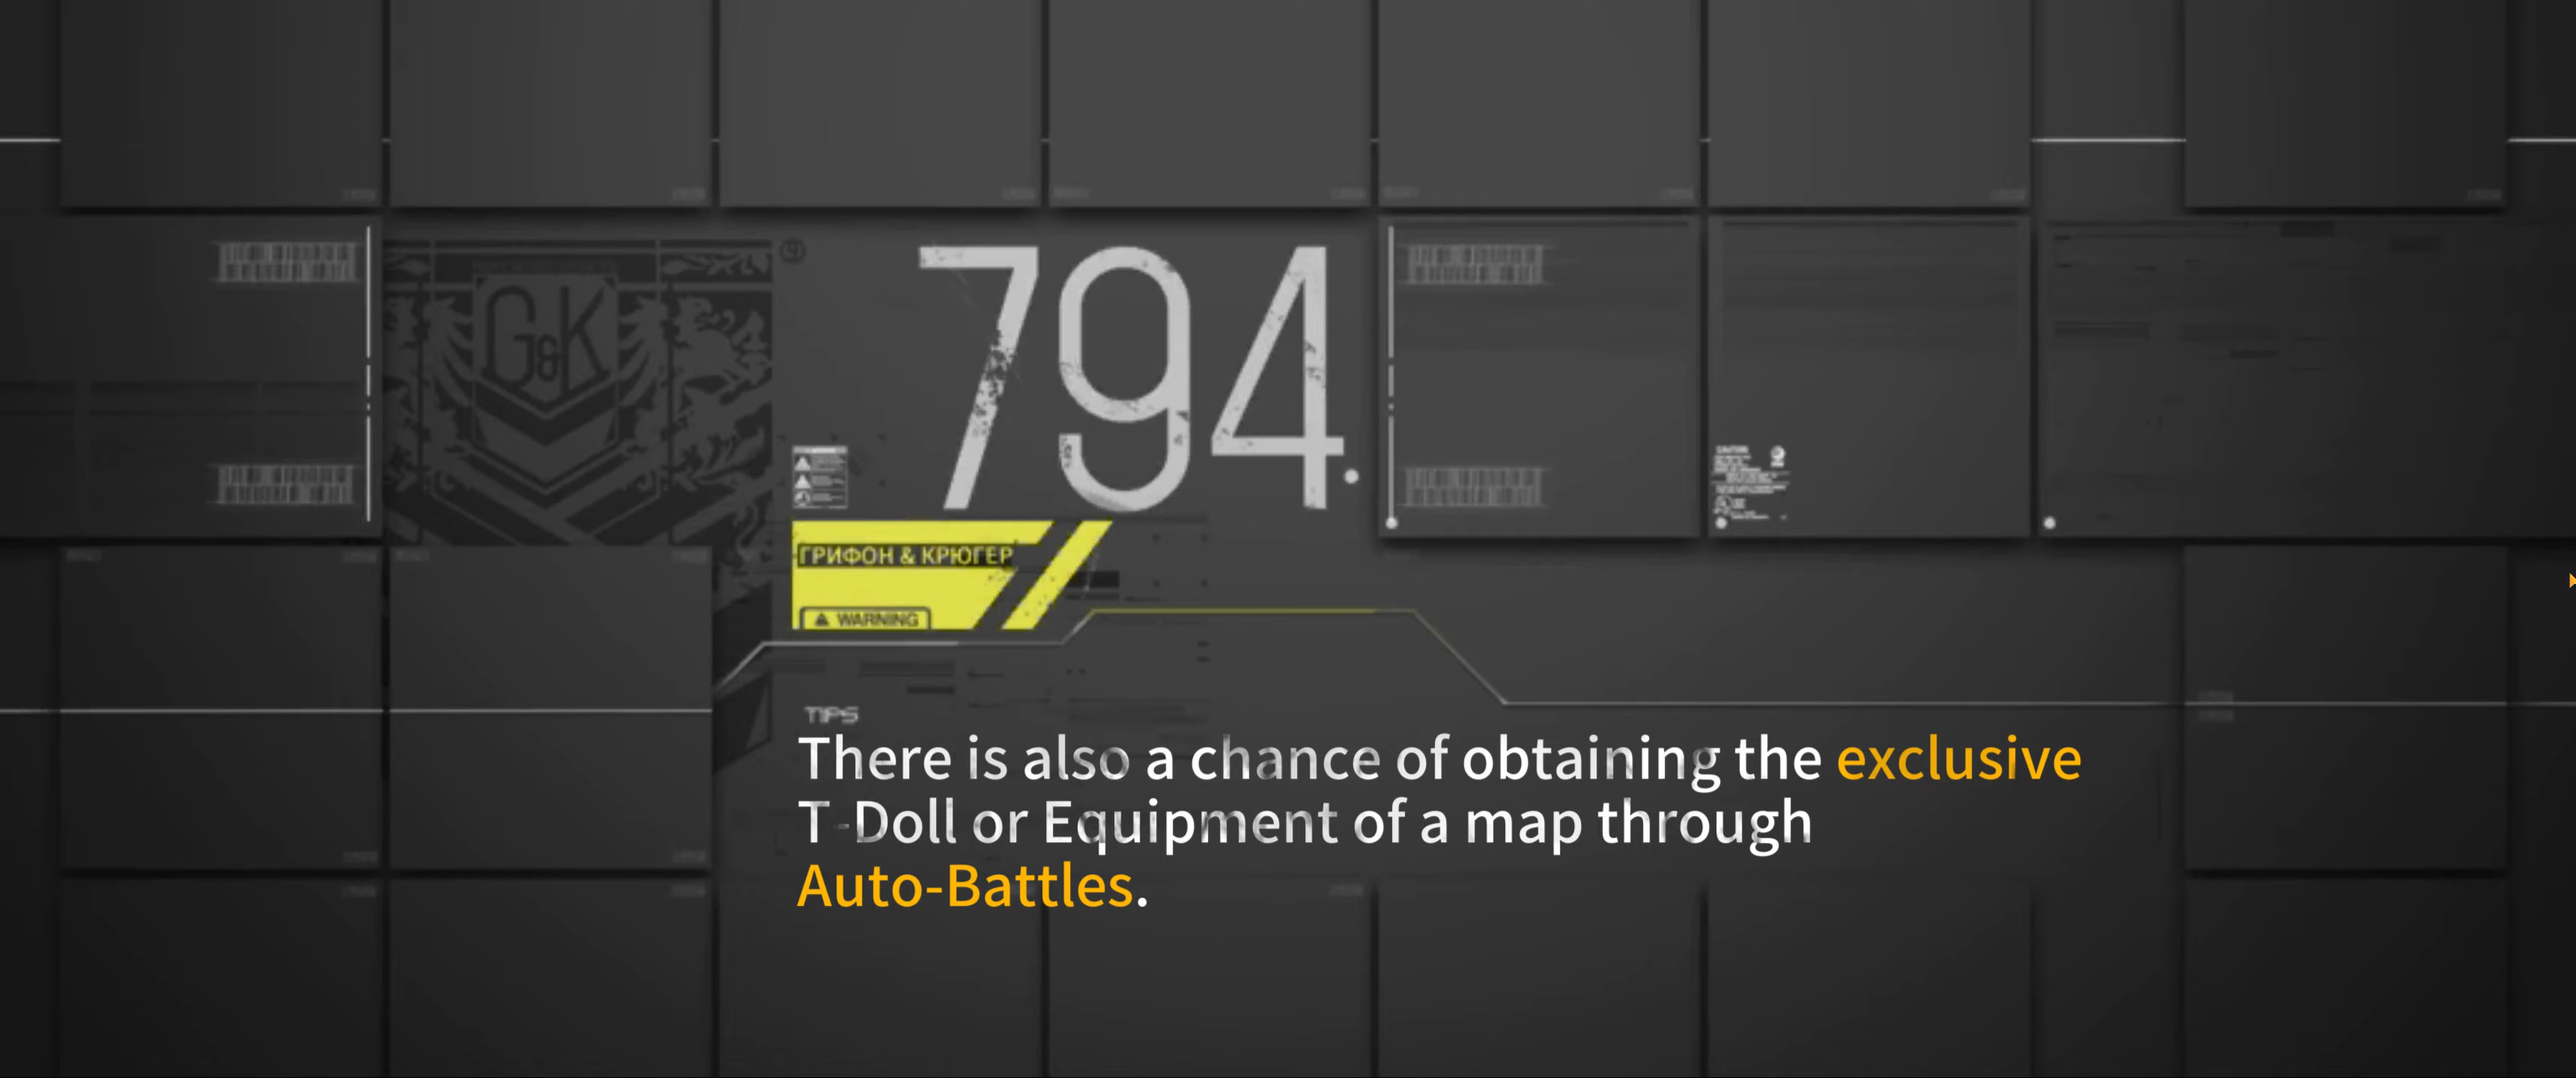 G&K
794.
ГРИФОН & КРЮГЕР
WARNING
TIPS
There is also a chance of obtaining the exclusive
T-Doll or Equipment of a map through
Auto-Battles.
CAUTION